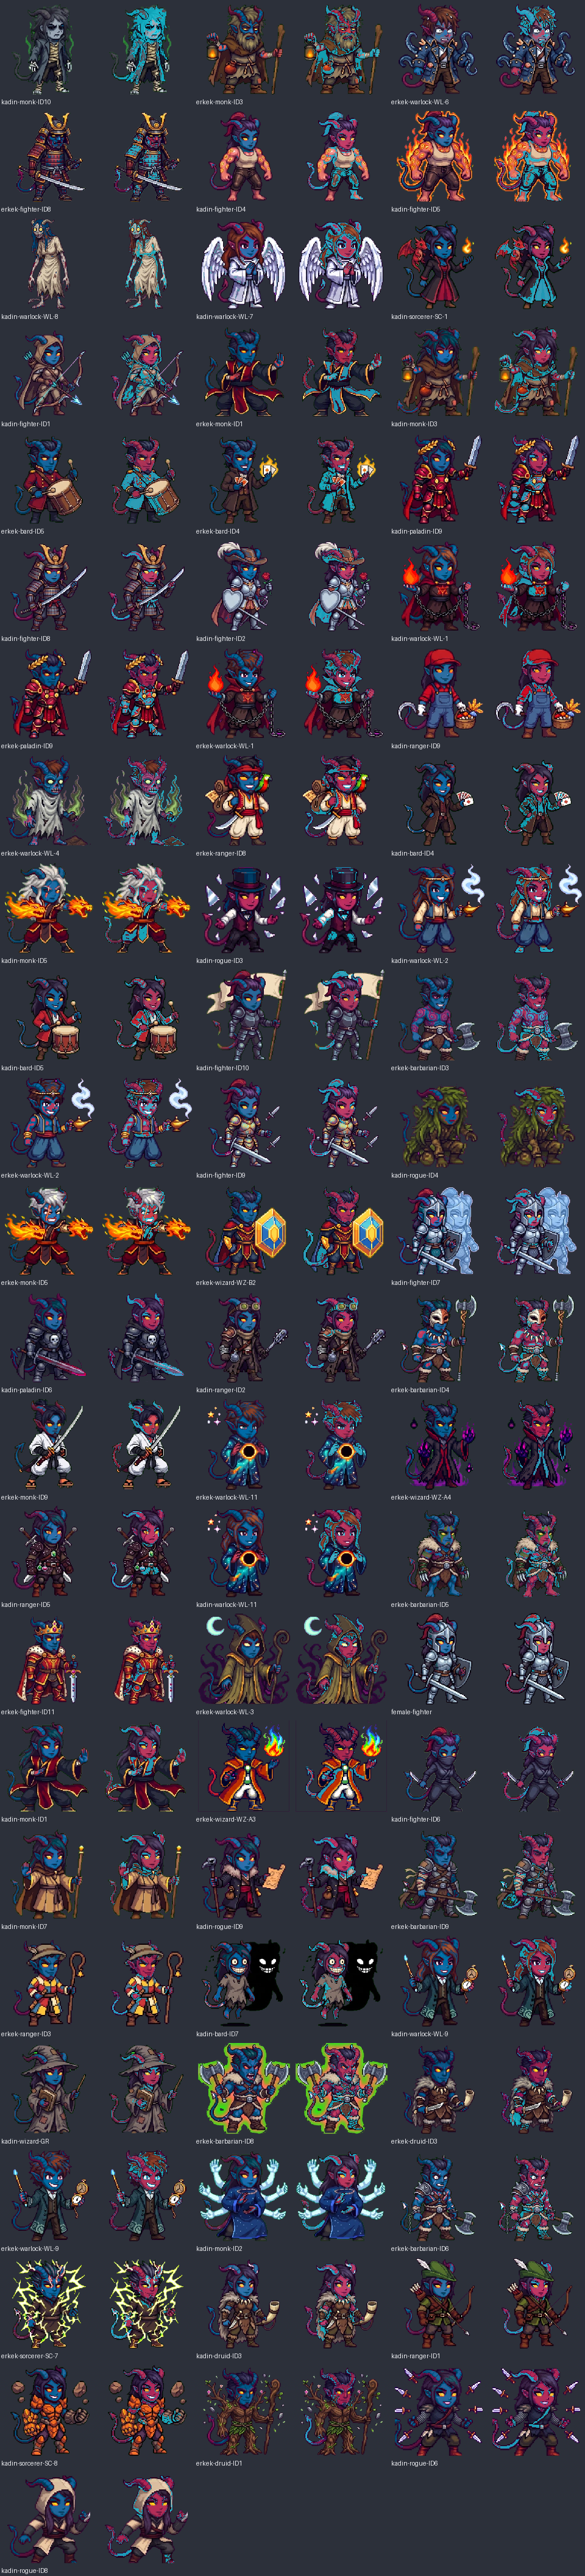 kadin-monk-ID10
erkek-monk-ID3
erkek-warlock-WL-6
erkek-fighter-ID8
kadin-fighter-ID4
kadin-fighter-ID5
kadin-warlock-WL-8
kadin-warlock-WL-7
kadin-sorcerer-SC-1
kadin-fighter-ID1
erkek-monk-ID1
kadin-monk-ID3
erkek-bard-ID5
erkek-bard-ID4
kadin-paladin-ID9
kadin-fighter-ID8
kadin-fighter-ID2
kadin-warlock-WL-1
erkek-paladin-ID9
erkek-warlock-WL-1
kadin-ranger-ID9
erkek-warlock-WL-4
erkek-ranger-ID8
kadin-bard-ID4
kadin-monk-ID5
kadin-rogue-ID3
kadin-warlock-WL-2
kadin-bard-ID5
kadin-fighter-ID10
erkek-barbarian-ID3
erkek-warlock-WL-2
kadin-fighter-ID9
kadin-rogue-ID4
erkek-monk-ID5
erkek-wizard-WZ-B2
kadin-fighter-ID7
kadin-paladin-ID6
kadin-ranger-ID2
erkek-barbarian-ID4
erkek-monk-ID9
erkek-warlock-WL-11
erkek-wizard-WZ-A4
kadin-ranger-ID5
kadin-warlock-WL-11
erkek-barbarian-ID5
erkek-fighter-ID11
erkek-warlock-WL-3
female-fighter
kadin-monk-ID1
erkek-wizard-WZ-A3
kadin-fighter-ID6
kadin-monk-ID7
kadin-rogue-ID9
erkek-barbarian-ID9
erkek-ranger-ID3
kadin-bard-ID7
kadin-warlock-WL-9
kadin-wizard-GR
erkek-barbarian-ID8
erkek-druid-ID3
erkek-warlock-WL-9
kadin-monk-ID2
erkek-barbarian-ID6
erkek-sorcerer-SC-7
kadin-druid-ID3
kadin-ranger-ID1
kadin-sorcerer-SC-8
erkek-druid-ID1
kadin-rogue-ID6
kadin-rogue-ID8